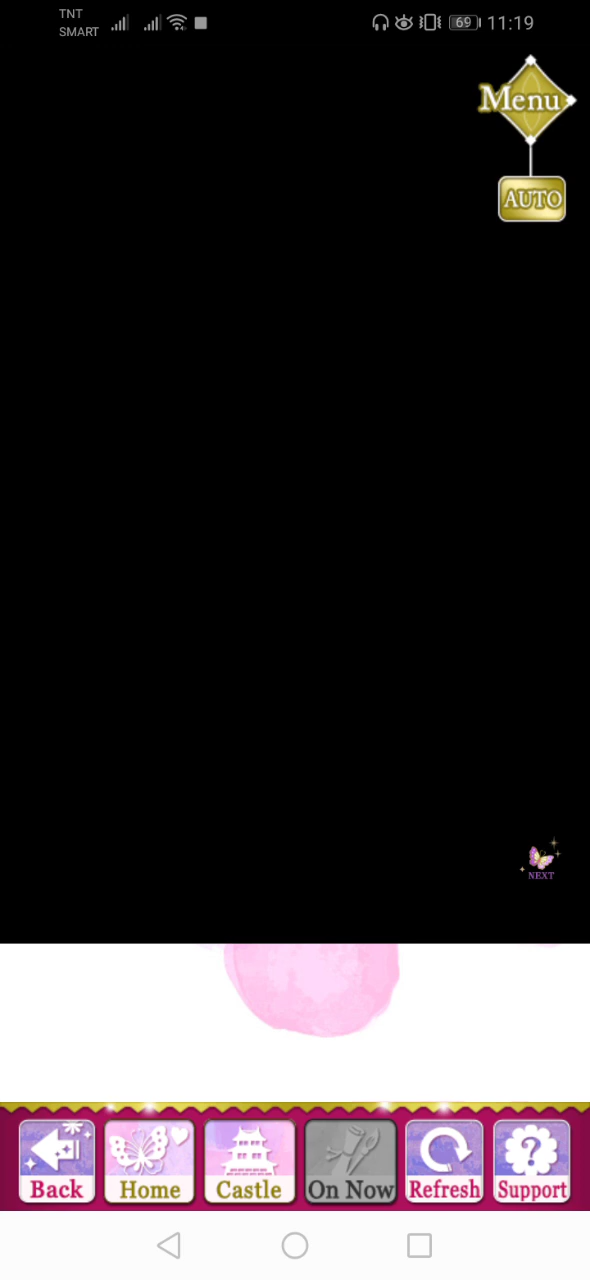 TNT
SMART
69
11:19
Menu
AUTO
NEXT
Back
Home
Castle
On Now
Refresh
Support